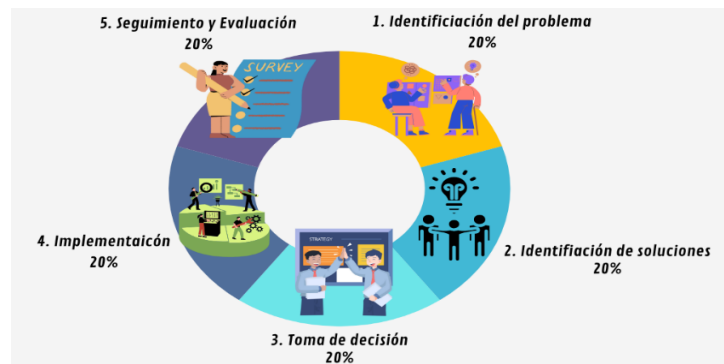 1. Identificiación del problema
20%
2. Identifiación de soluciones
20%
3. Toma de decisión
20%
4. Implementaicón
20%
5. Seguimiento y Evaluación
20%
SURVEY
STRATEGY